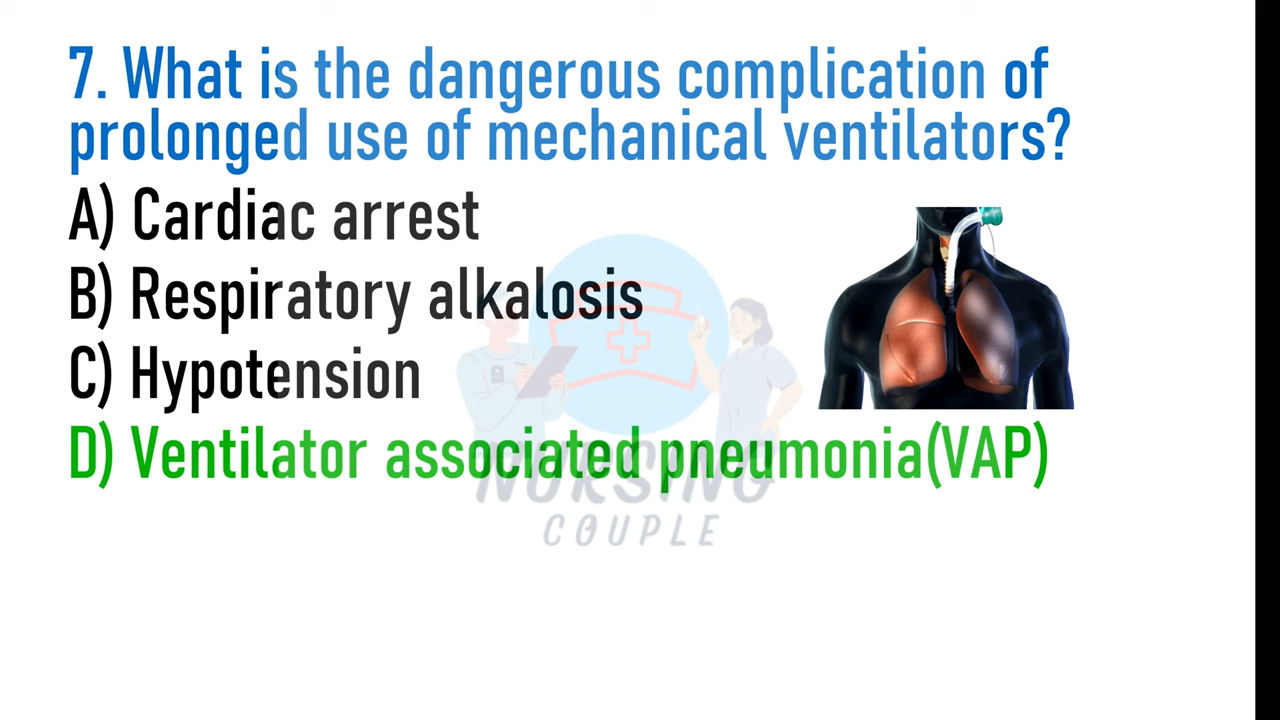 7. What is the dangerous complication of
prolonged use of mechanical ventilators?
A) Cardiac arrest
B) Respiratory alkalosis
C) Hypotension
D) Ventilator associated pneumonia(VAP)
NURSING
COUPLE